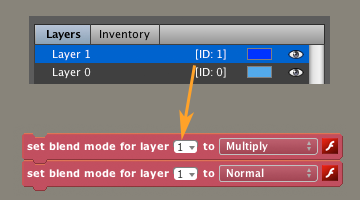 Layers Inventory
Layer 1 [ID: 1]
Layer 0 [ID: 0]
set blend mode for layer 1 to Multiply
set blend mode for layer 1 to Normal